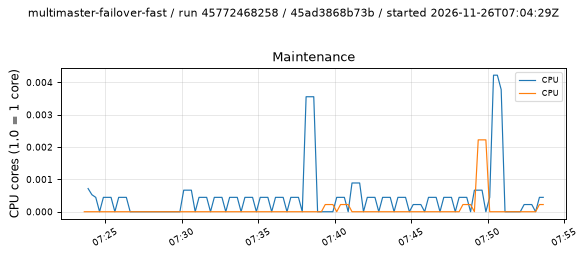 multimaster-failover-fast / run 45772468258 / 45ad3868b73b / started 2026-11-26T07:04:29Z
Maintenance
CPU cores (1.0 = 1 core)
0.004
0.003
0.002
0.001
0.000
CPU
CPU
07:25
07:30
07:35
07:40
07:45
07:50
07:55